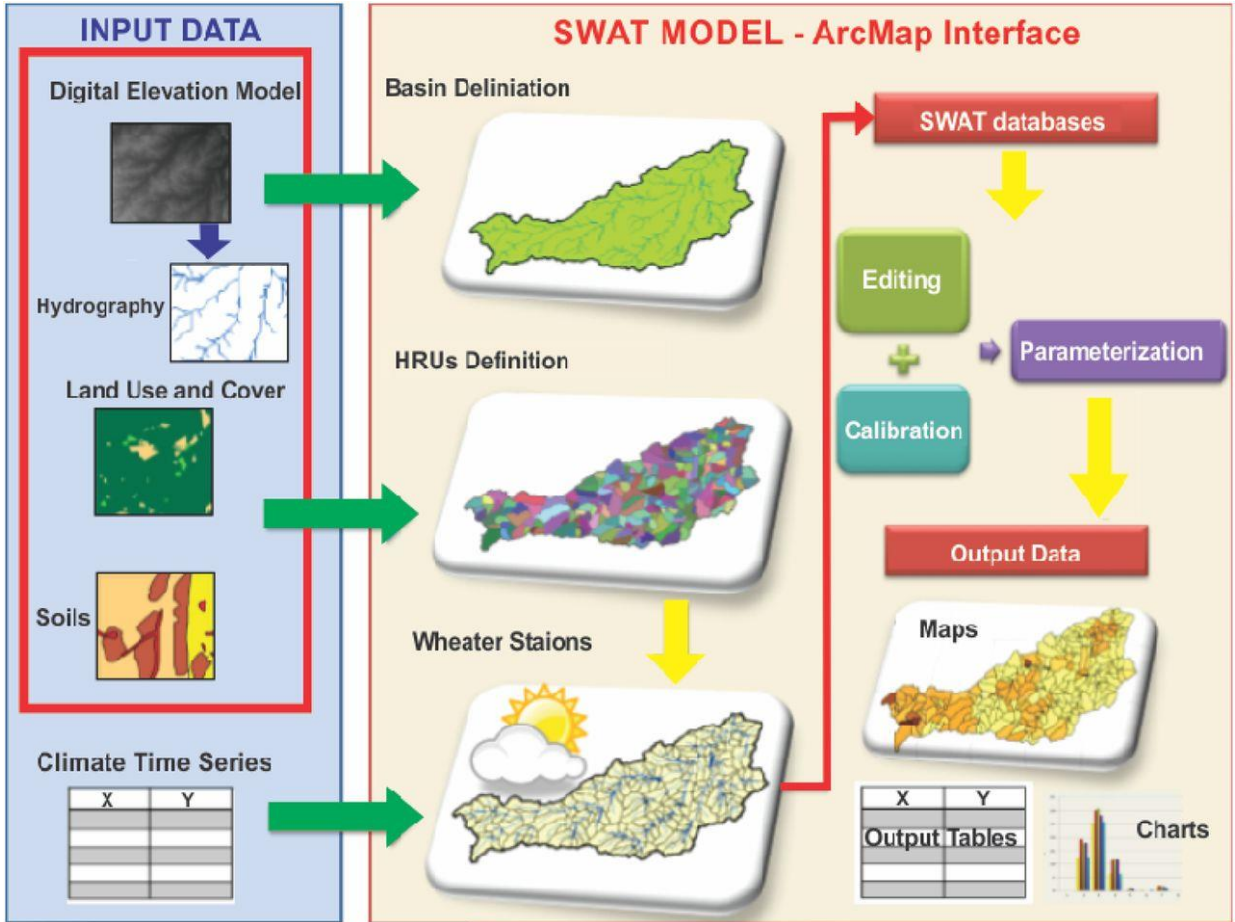 INPUT DATA
Digital Elevation Model
Hydrography
Land Use and Cover
Soils
Climate Time Series
X Y
SWAT MODEL - ArcMap Interface
Basin Deliniation
HRUs Definition
Wheater Staions
SWAT databases
Editing
Calibration
Parameterization
Output Data
Maps
X Y
Output Tables
Charts